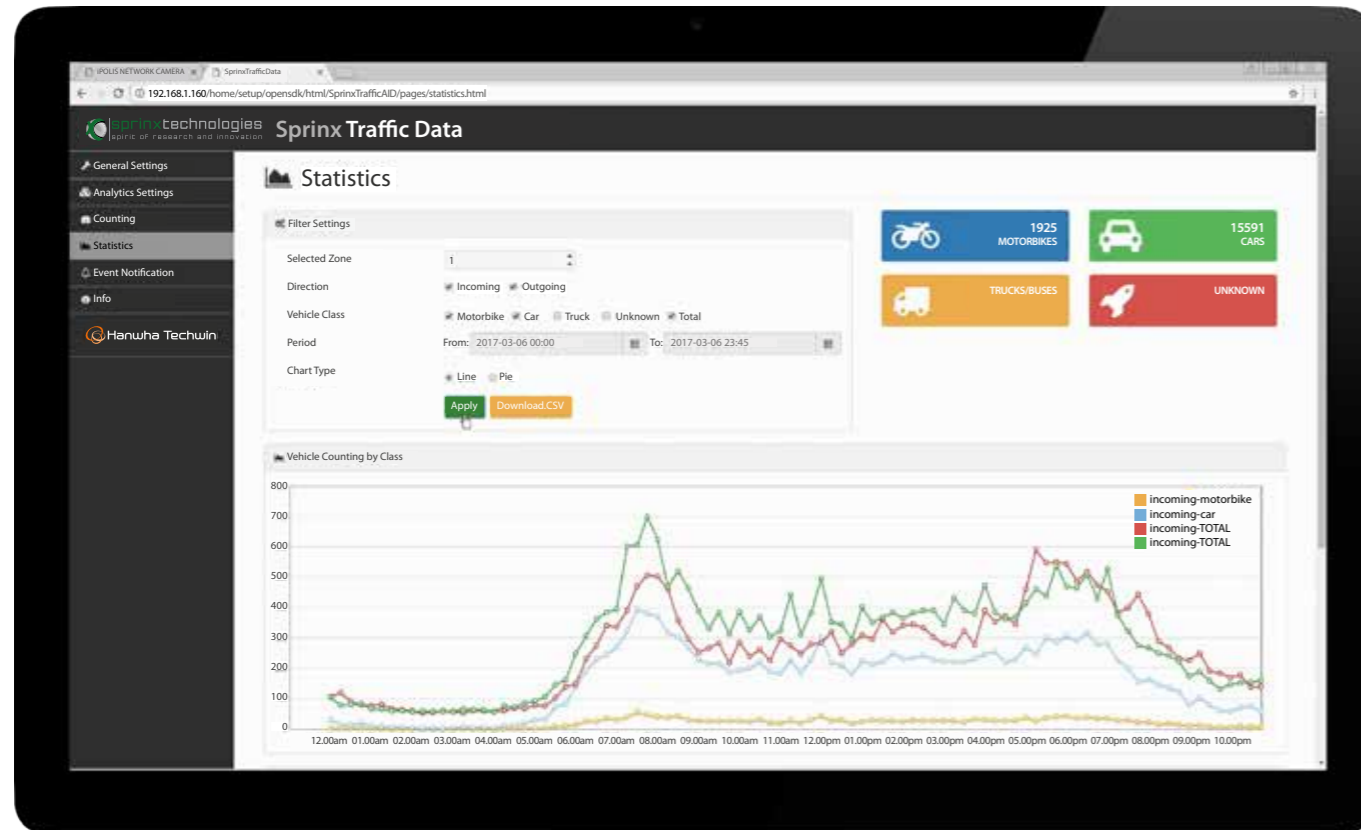 iPOLIS NETWORK CAMERA
SprinxTrafficData
192.168.1.160/home/setup/opensdk/html/SprinxTrafficAID/pages/statistics.html
sprinxtechnologies
spirit of research and innovation
Sprinx Traffic Data
General Settings
Analytics Settings
Counting
Statistics
Event Notification
Info
Hanwha Techwin
Statistics
Filter Settings
Selected Zone 1
Direction Incoming Outgoing
Vehicle Class Motorbike Car Truck Unknown Total
Period From: 2017-03-06 00:00 To: 2017-03-06 23:45
Chart Type Line Pie
Apply Download.CSV
1925
MOTORBIKES
15591
CARS
TRUCKS/BUSES
UNKNOWN
Vehicle Counting by Class
800
700
600
500
400
300
200
100
0
incoming-motorbike
incoming-car
incoming-TOTAL
incoming-TOTAL
12.00am 01.00am 02.00am 03.00am 04.00am 05.00am 06.00am 07.00am 08.00am 09.00am 10.00am 11.00am 12.00pm 01.00pm 02.00pm 03.00pm 04.00pm 05.00pm 06.00pm 07.00pm 08.00pm 09.00pm 10.00pm